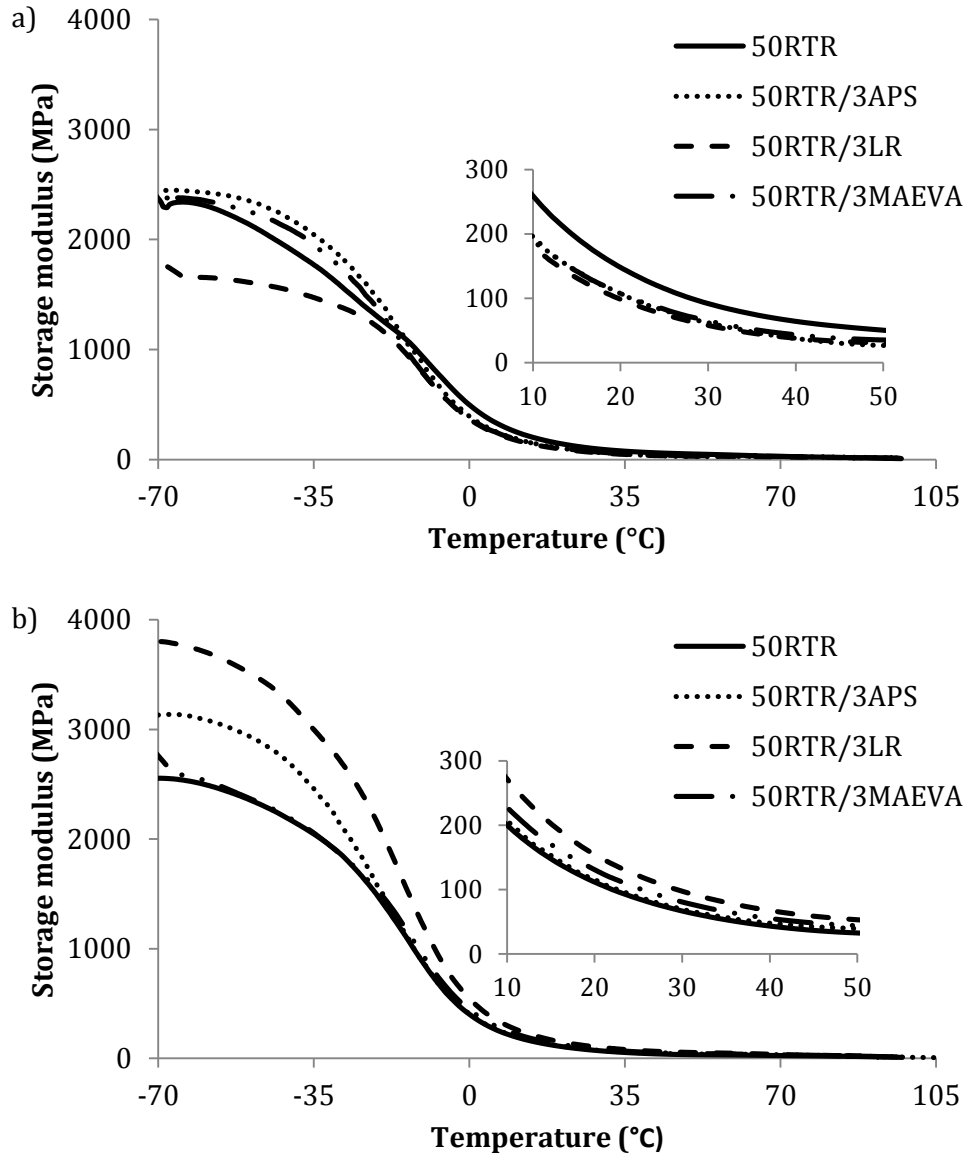 a)
4000
3000
2000
1000
0
Storage modulus (MPa)
50RTR
50RTR/3APS
50RTR/3LR
50RTR/3MAEVA
300
200
100
0
10 20 30 40 50
-70 -35 0 35 70 105
Temperature (°C)
b)
4000
3000
2000
1000
0
Storage modulus (MPa)
50RTR
50RTR/3APS
50RTR/3LR
50RTR/3MAEVA
300
200
100
0
10 20 30 40 50
-70 -35 0 35 70 105
Temperature (°C)